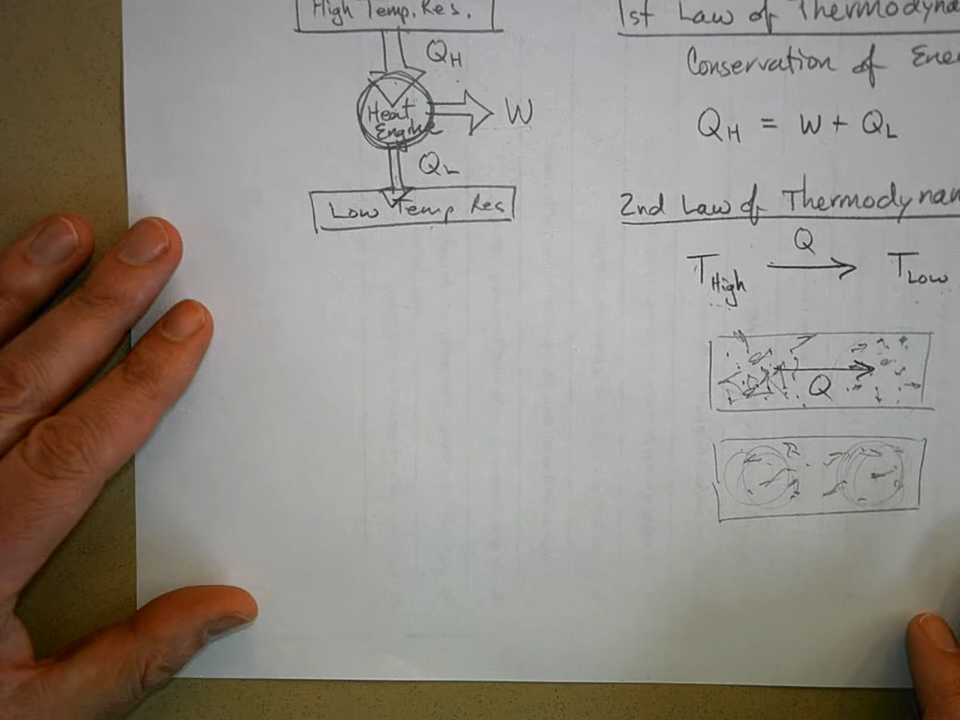 High Temp. Res.
QH
Heat
Engine
W
QL
Low Temp Res
1st Law of Thermodyna
Conservation of Ene
QH = W + QL
2nd Law of Thermodynam
Q
THigh → TLow
Q